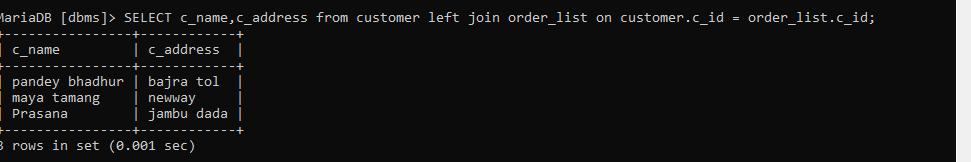 MariaDB [dbms]> SELECT c_name,c_address from customer left join order_list on customer.c_id = order_list.c_id;
+----------------+------------+
| c_name         | c_address  |
+----------------+------------+
| pandey bhadhur | bajra tol  |
| maya tamang    | newway     |
| Prasana        | jambu dada |
+----------------+------------+
3 rows in set (0.001 sec)